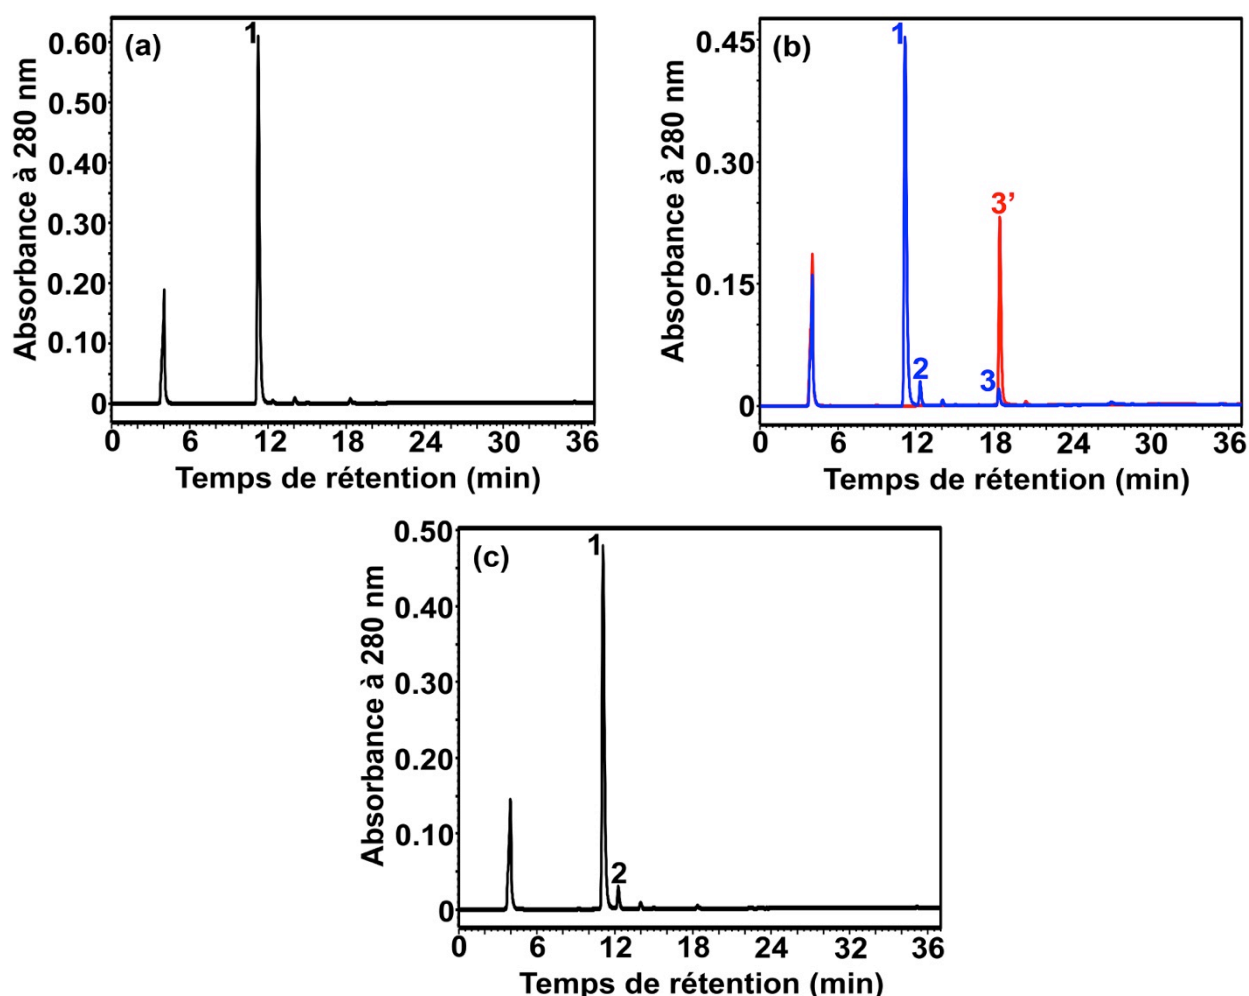 (a)
1
0.60
0.50
0.40
0.30
0.20
0.10
0
Absorbance à 280 nm
0 6 12 18 24 30 36
Temps de rétention (min)
(b)
1
2
3
3’
0.45
0.30
0.15
0
Absorbance à 280 nm
0 6 12 18 24 30 36
Temps de rétention (min)
(c)
1
2
0.50
0.40
0.30
0.20
0.10
0
Absorbance à 280 nm
0 6 12 18 24 32 36
Temps de rétention (min)